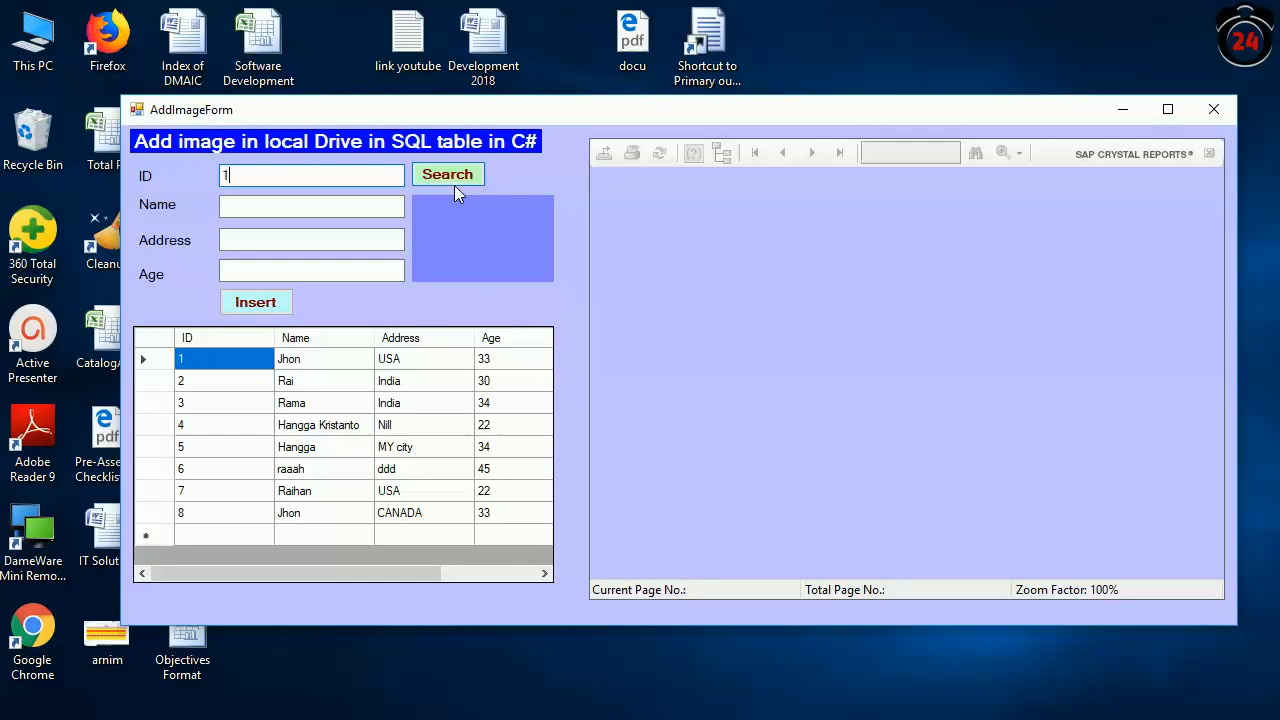 This PC
Firefox
Index of
DMAIC
Software
Development
link youtube
Development
2018
pdf
docu
Shortcut to
Primary ou...
24
AddImageForm
Add image in local Drive in SQL table in C#
ID
1
Search
Name
Address
Age
Insert
SAP CRYSTAL REPORTS®
ID Name Address Age
1 Jhon USA 33
2 Rai India 30
3 Rama India 34
4 Hangga Kristanto Nill 22
5 Hangga MY city 34
6 raaah ddd 45
7 Raihan USA 22
8 Jhon CANADA 33
Current Page No.:
Total Page No.:
Zoom Factor: 100%
Recycle Bin
Total P
360 Total
Security
Cleanu
Active
Presenter
CatalogA
Adobe
Reader 9
pdf
Pre-Asse
Checklist
DameWare
Mini Remo...
IT Solut
Google
Chrome
arnim
Objectives
Format